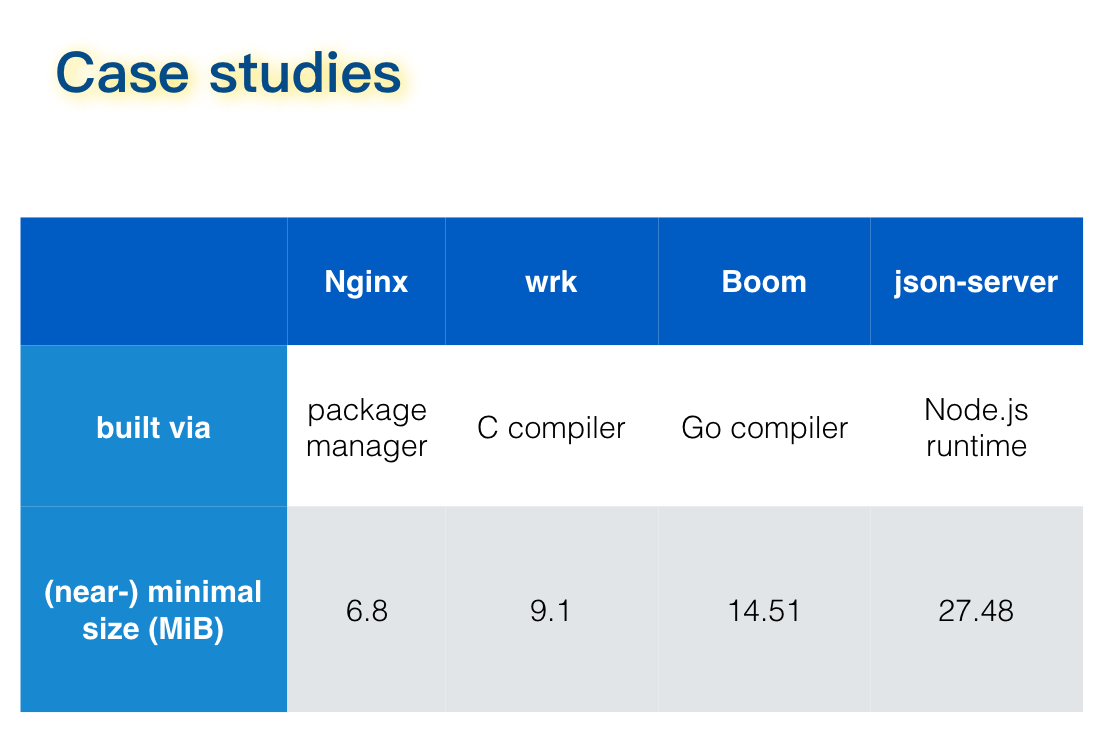 Case studies
Nginx wrk Boom json-server
built via package manager C compiler Go compiler Node.js runtime
(near-) minimal size (MiB) 6.8 9.1 14.51 27.48